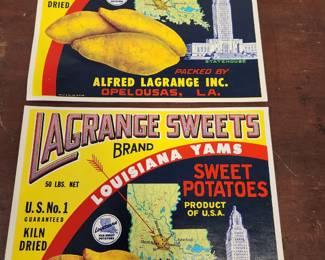 DRIED
STATEHOUSE
PACKED BY
ALFRED LAGRANGE INC.
OPELOUSAS, LA.
LAGRANGE SWEETS
BRAND
LOUISIANA YAMS
50 LBS. NET
SWEET
POTATOES
U.S. No. 1
GUARANTEED
PRODUCT
OF U.S.A.
KILN
DRIED